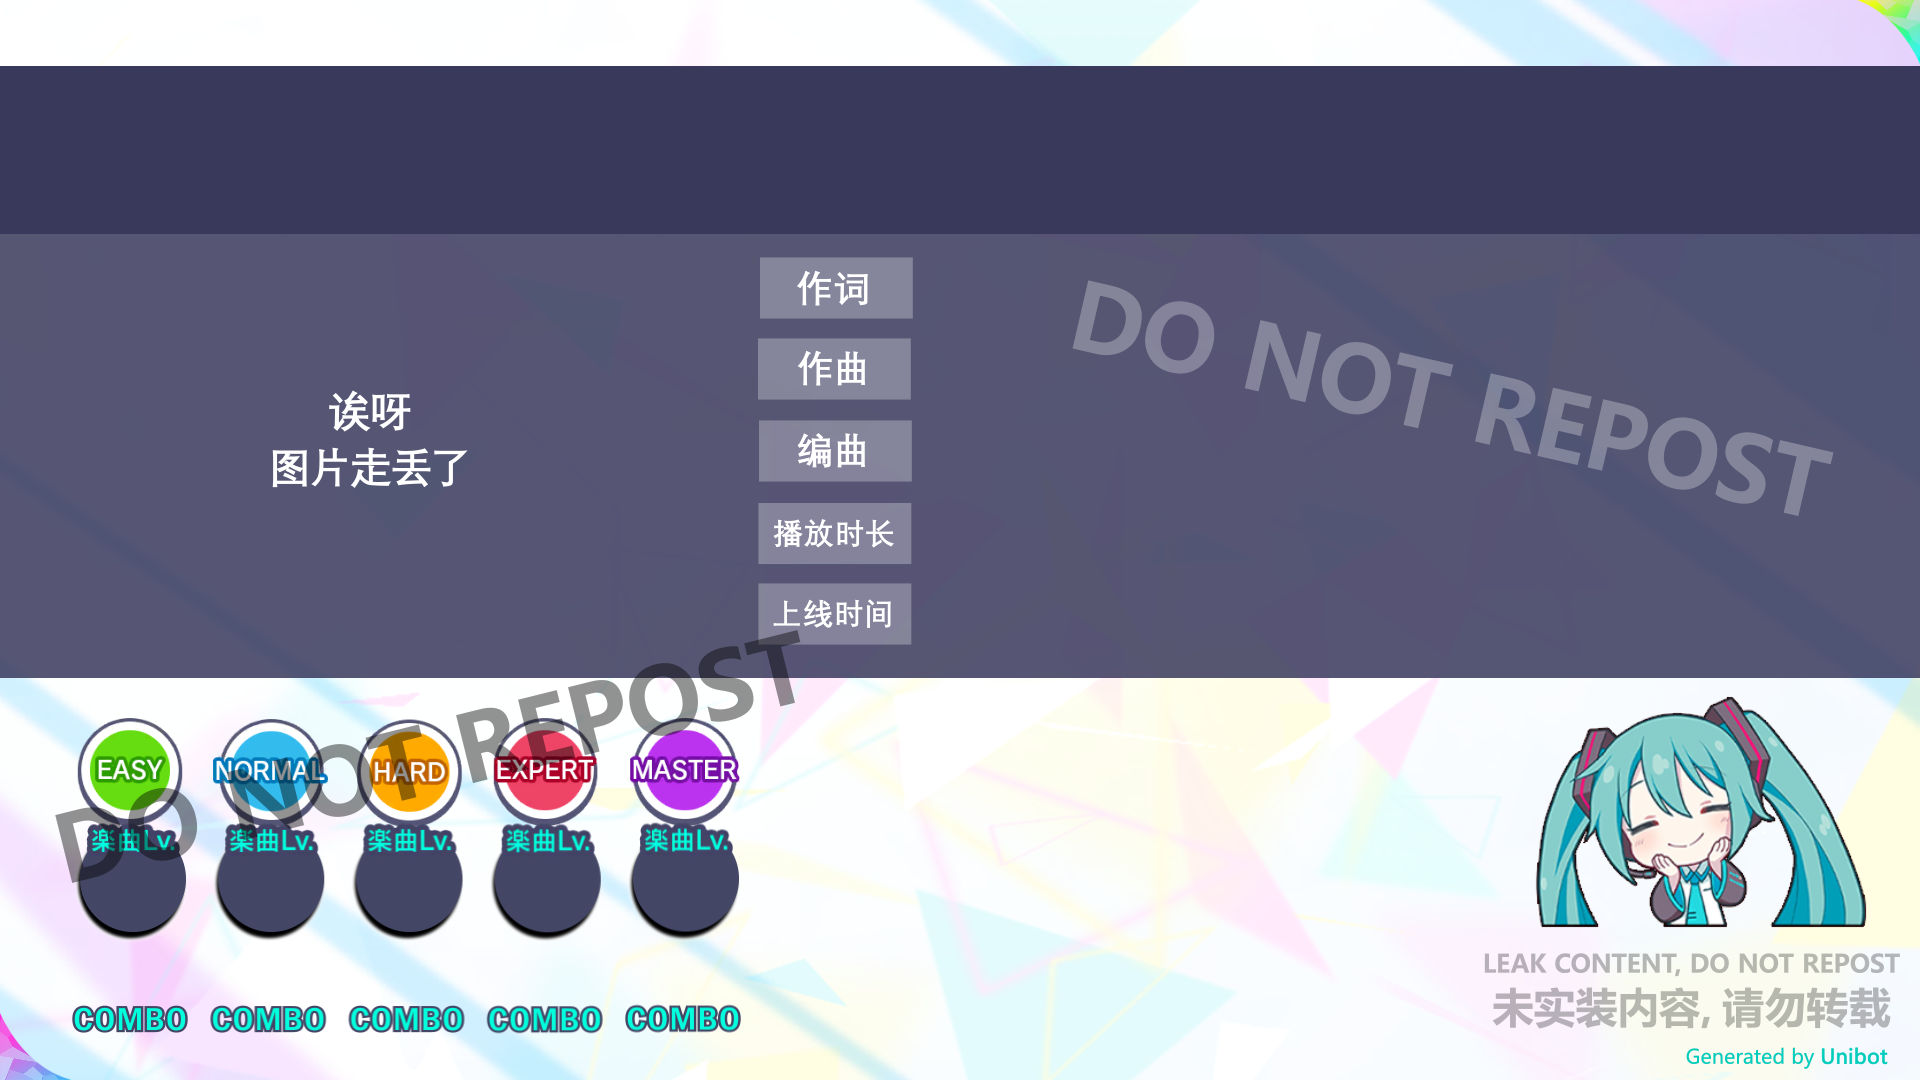 作词
作曲
编曲
播放时长
上线时间
诶呀
图片走丢了
DO NOT REPOST
DO NOT REPOST
EASY
NORMAL
HARD
EXPERT
MASTER
楽曲Lv.
楽曲Lv.
楽曲Lv.
楽曲Lv.
楽曲Lv.
COMBO
COMBO
COMBO
COMBO
COMBO
LEAK CONTENT, DO NOT REPOST
未实装内容, 请勿转载
Generated by Unibot